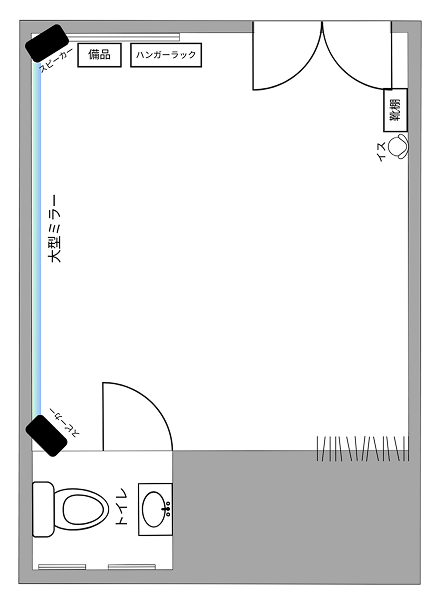 スピーカー
備品
ハンガーラック
靴棚
イス
大型ミラー
スピーカー
トイレ